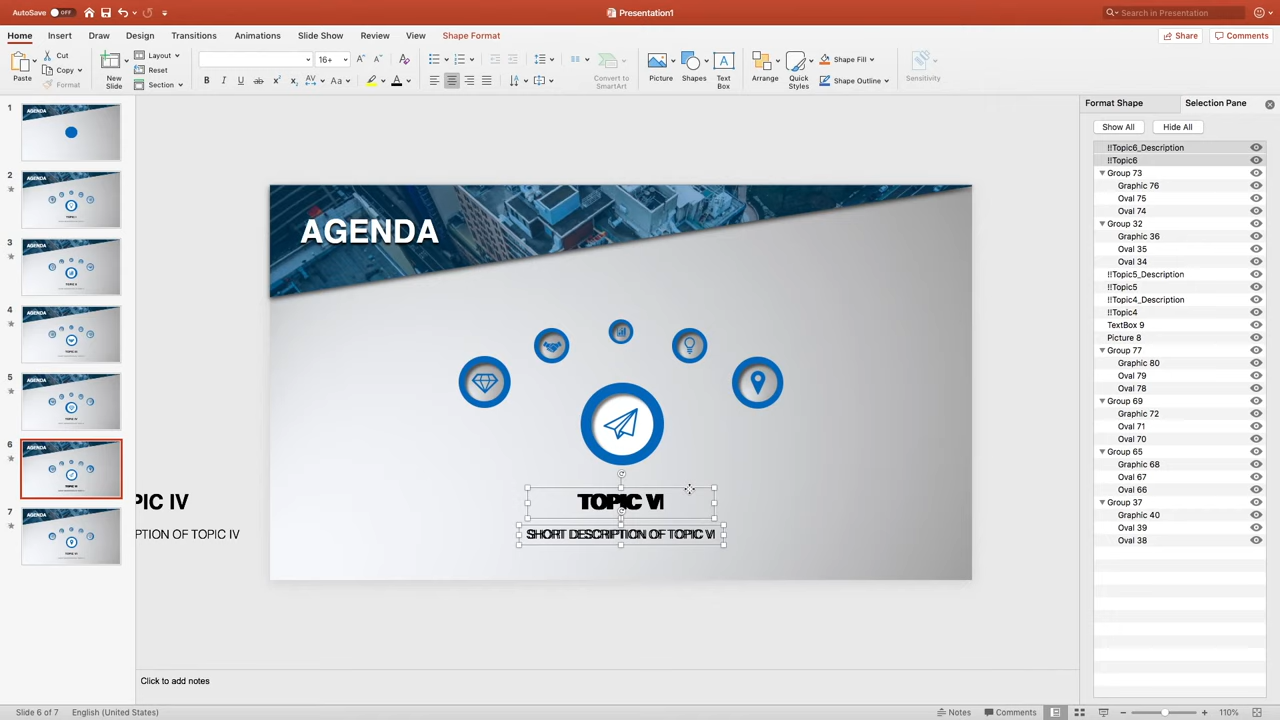 AutoSave OFF
Presentation1
Search in Presentation
Home Insert Draw Design Transitions Animations Slide Show Review View Shape Format
Share Comments
Paste
Cut
Copy
Format
New Slide
Layout
Reset
Section
16+
Convert to SmartArt
Picture
Shapes
Text Box
Arrange
Quick Styles
Shape Fill
Shape Outline
Sensitivity
1
2
3
4
5
6
7
AGENDA
PIC IV
PTION OF TOPIC IV
TOPIC VI
SHORT DESCRIPTION OF TOPIC VI
Format Shape Selection Pane
Show All Hide All
!!Topic6_Description
!!Topic6
Group 73
Graphic 76
Oval 75
Oval 74
Group 32
Graphic 36
Oval 35
Oval 34
!!Topic5_Description
!!Topic5
!!Topic4_Description
!!Topic4
TextBox 9
Picture 8
Group 77
Graphic 80
Oval 79
Oval 78
Group 69
Graphic 72
Oval 71
Oval 70
Group 65
Graphic 68
Oval 67
Oval 66
Group 37
Graphic 40
Oval 39
Oval 38
Click to add notes
Slide 6 of 7 English (United States) Notes Comments 110%